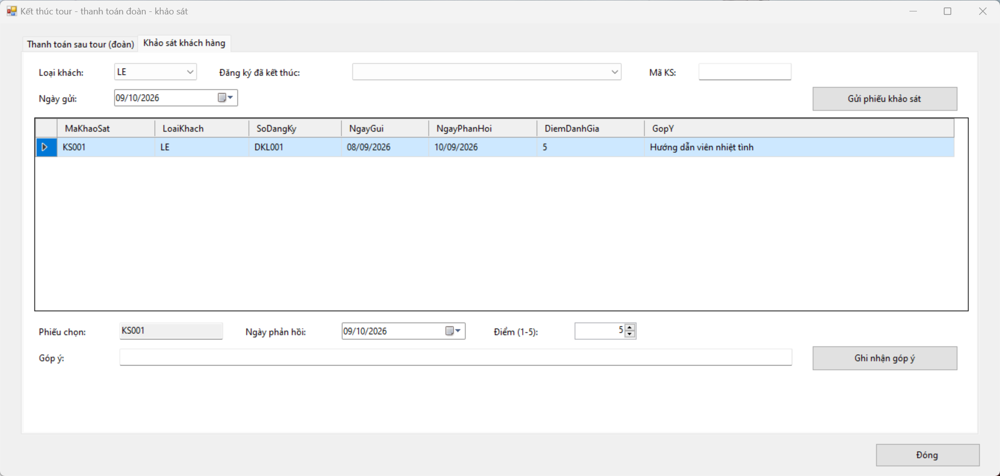 Kết thúc tour - thanh toán đoàn - khảo sát
Thanh toán sau tour (đoàn) Khảo sát khách hàng
Loại khách: LE Đăng ký đã kết thúc: Mã KS:
Ngày gửi: 09/10/2026 Gửi phiếu khảo sát
MaKhaoSat LoaiKhach SoDangKy NgayGui NgayPhanHoi DiemDanhGia GopY
KS001 LE DKL001 08/09/2026 10/09/2026 5 Hướng dẫn viên nhiệt tình
Phiếu chọn: KS001 Ngày phản hồi: 09/10/2026 Điểm (1-5): 5
Góp ý: Ghi nhận góp ý
Đóng